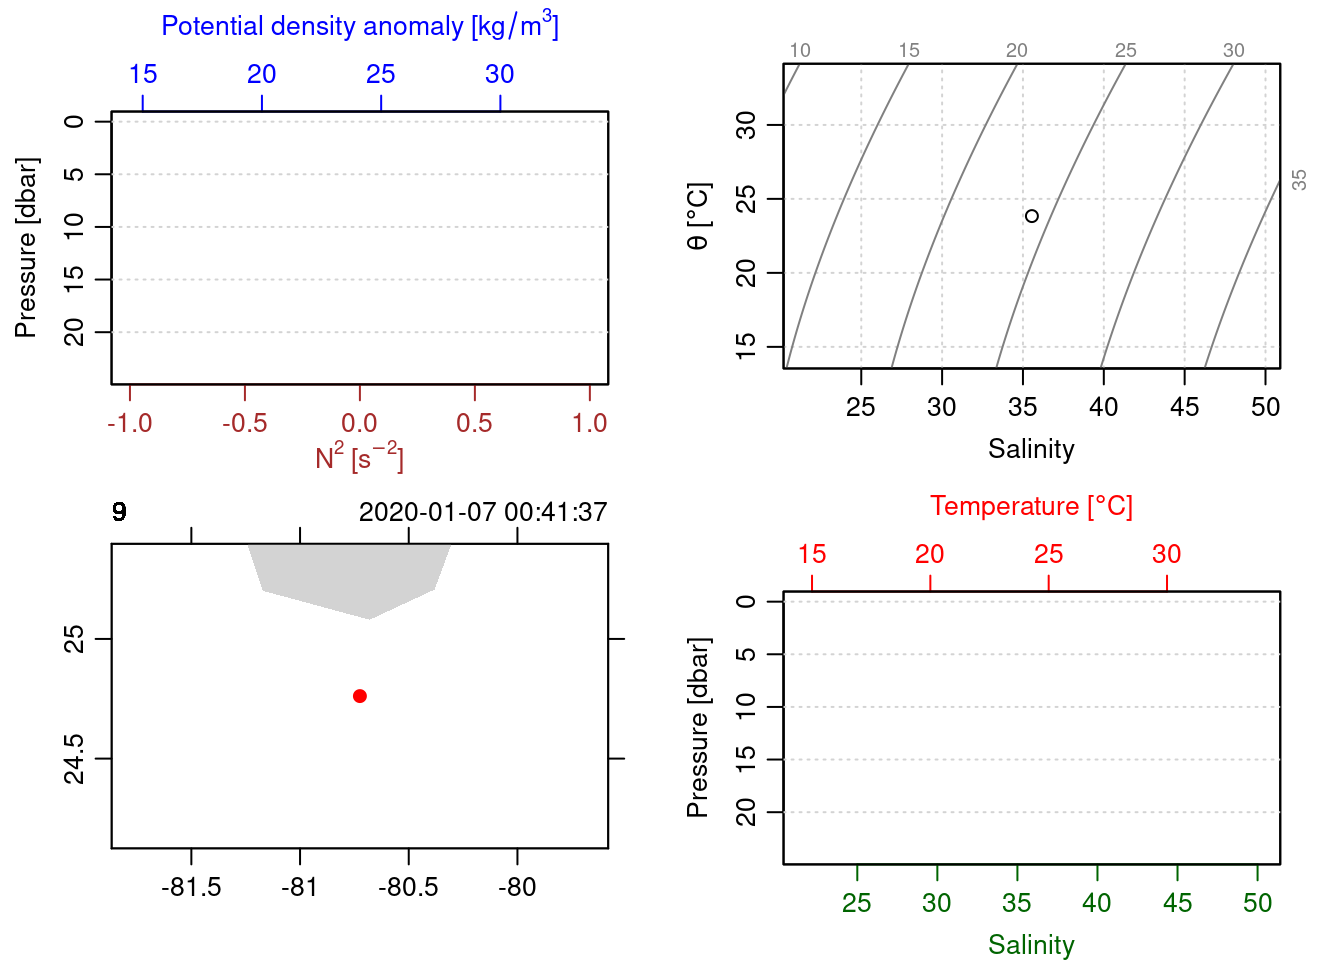 Potential density anomaly [kg/m³]
15 20 25 30
0
5
10
15
20
Pressure [dbar]
-1.0 -0.5 0.0 0.5 1.0
N² [s⁻²]
10 15 20 25 30
35
30
25
20
15
θ [°C]
25 30 35 40 45 50
Salinity
9 2020-01-07 00:41:37
25
24.5
-81.5 -81 -80.5 -80
Temperature [°C]
15 20 25 30
0
5
10
15
20
Pressure [dbar]
25 30 35 40 45 50
Salinity